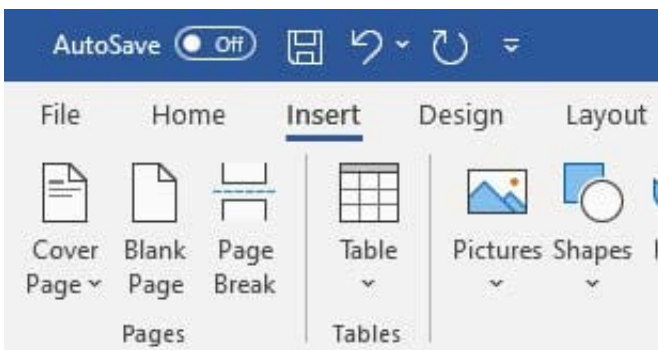 AutoSave Off
File Home Insert Design Layout
Cover Blank Page Table Pictures Shapes
Page Page Break
Pages Tables